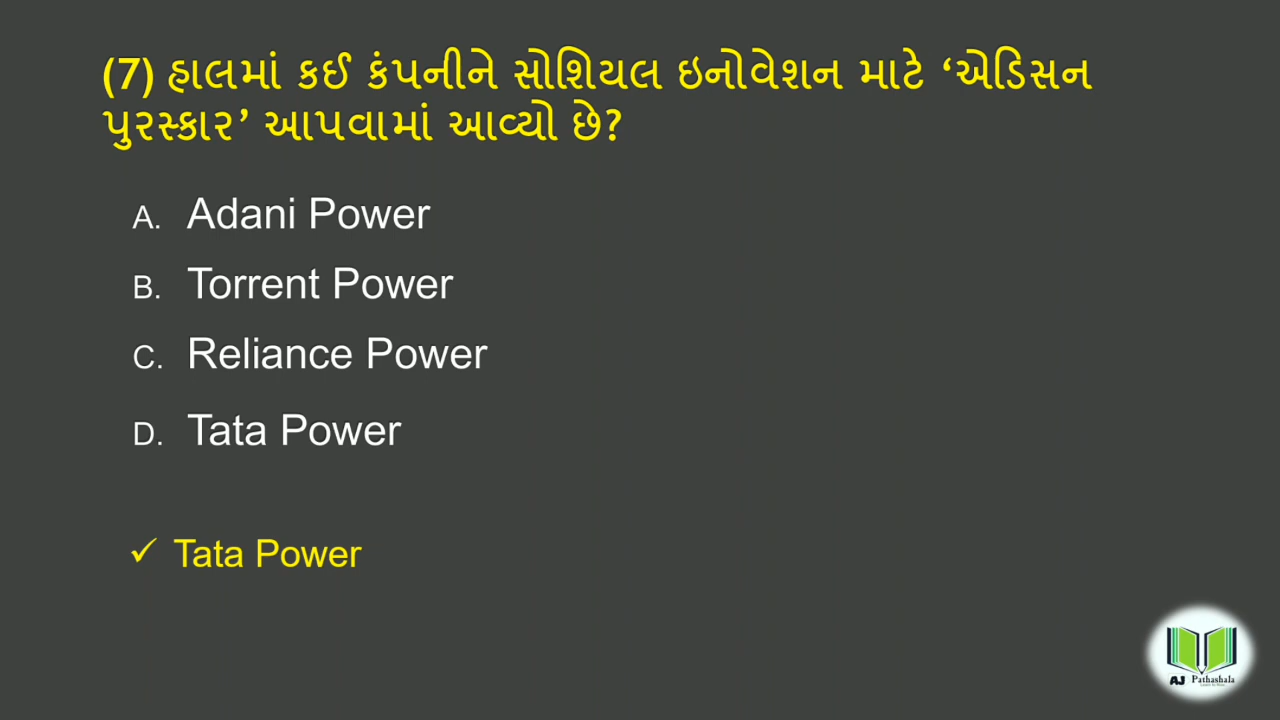 (7) હાલમાં કઈ કંપનીને સોશિયલ ઇનોવેશન માટે ‘એડિસન
પુરસ્કાર’ આપવામાં આવ્યો છે?
A. Adani Power
B. Torrent Power
C. Reliance Power
D. Tata Power
✓ Tata Power
AJ Pathashala